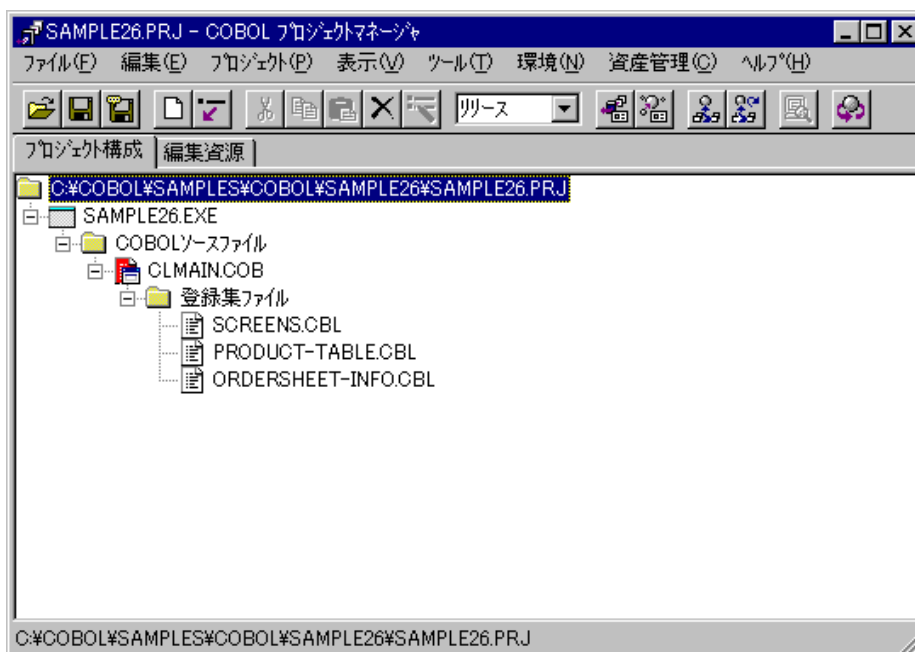 SAMPLE26.PRJ - COBOL プロジェクトマネージャ
ファイル(F) 編集(E) プロジェクト(P) 表示(V) ツール(T) 環境(N) 資産管理(C) ヘルプ(H)
リリース
プロジェクト構成 編集資源
C:¥COBOL¥SAMPLES¥COBOL¥SAMPLE26¥SAMPLE26.PRJ
SAMPLE26.EXE
COBOLソースファイル
CLMAIN.COB
登録集ファイル
SCREENS.CBL
PRODUCT-TABLE.CBL
ORDERSHEET-INFO.CBL
C:¥COBOL¥SAMPLES¥COBOL¥SAMPLE26¥SAMPLE26.PRJ